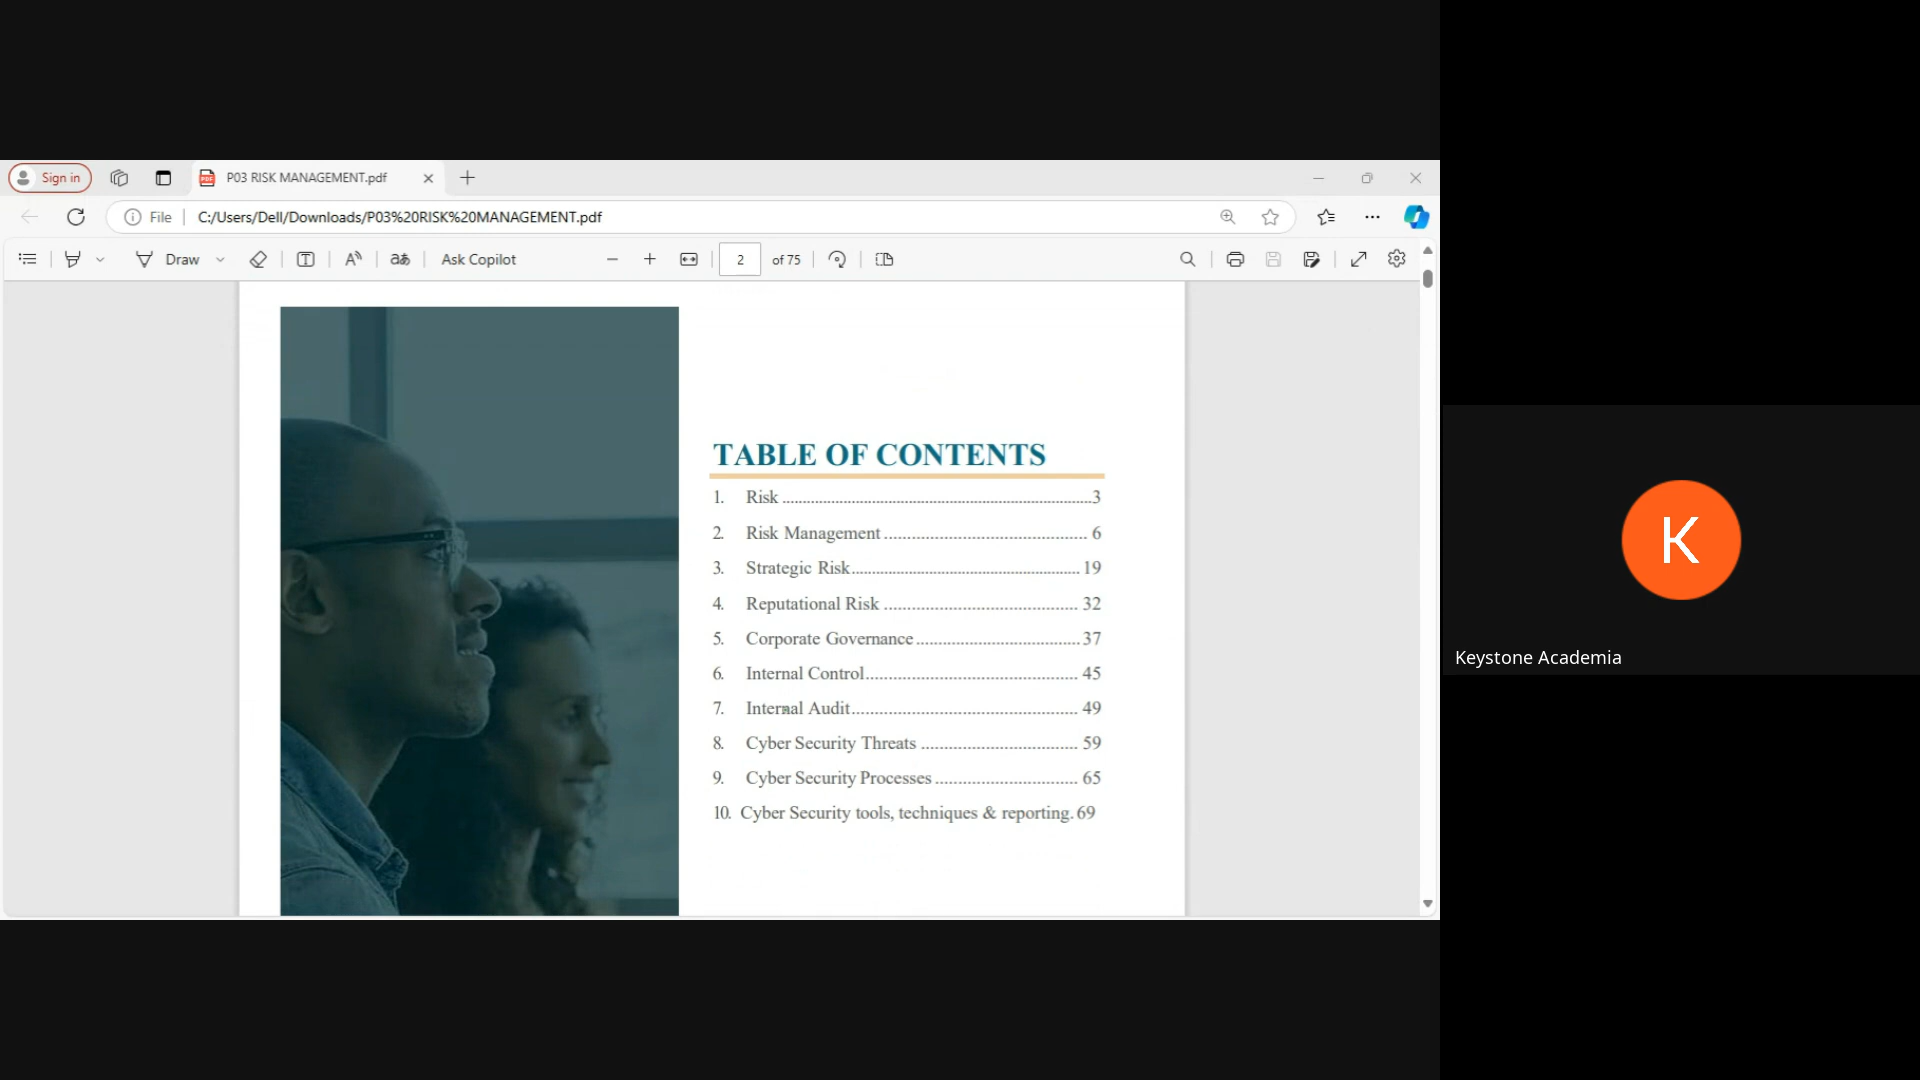 Sign in
P03 RISK MANAGEMENT.pdf
File
C:/Users/Dell/Downloads/P03%20RISK%20MANAGEMENT.pdf
Draw
aあ
Ask Copilot
2 of 75
TABLE OF CONTENTS
1. Risk ............................................................................3
2. Risk Management ......................................... 6
3. Strategic Risk........................................................ 19
4. Reputational Risk .......................................... 32
5. Corporate Governance ........................................37
6. Internal Control.................................................. 45
7. Internal Audit...................................................... 49
8. Cyber Security Threats .................................. 59
9. Cyber Security Processes .............................. 65
10. Cyber Security tools, techniques & reporting. 69
K
Keystone Academia